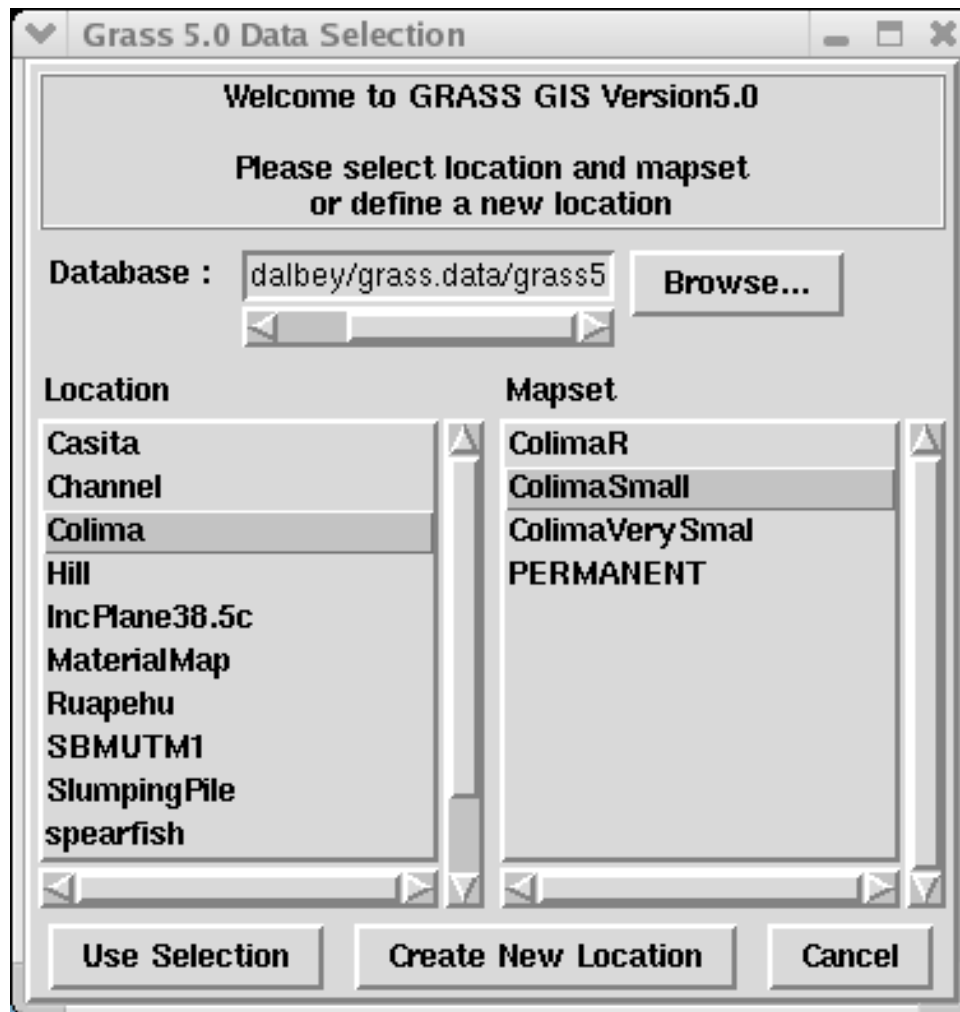 Grass 5.0 Data Selection
Welcome to GRASS GIS Version5.0
Please select location and mapset
or define a new location
Database :
dalbey/grass.data/grass5
Browse...
Location
Casita
Channel
Colima
Hill
IncPlane38.5c
MaterialMap
Ruapehu
SBMUTM1
SlumpingPile
spearfish
Mapset
ColimaR
ColimaSmall
ColimaVerySmal
PERMANENT
Use Selection
Create New Location
Cancel